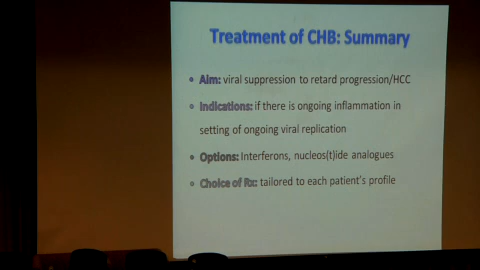 Treatment of CHB: Summary
• Aim: viral suppression to retard progression/HCC
• Indications: if there is ongoing inflammation in
setting of ongoing viral replication
• Options: Interferons, nucleos(t)ide analogues
• Choice of Rx: tailored to each patient's profile